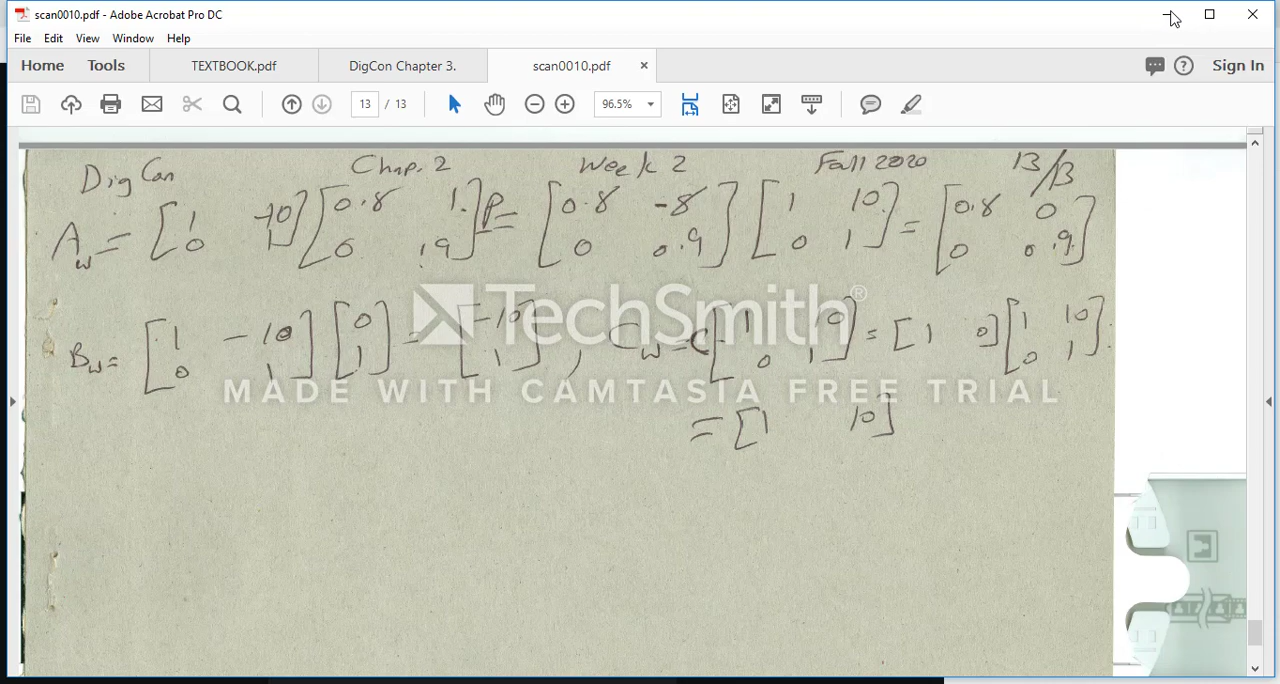 scan0010.pdf - Adobe Acrobat Pro DC
File Edit View Window Help
Home Tools TEXTBOOK.pdf DigCon Chapter 3. scan0010.pdf × Sign In
13 / 13 96.5%
DigCon Chap. 2 Week 2 Fall 2020 13/13
A_w = [1 -10; 0 1] [0.8 1.; 0 .9] P = [0.8 -8; 0 0.9] [1 10; 0 1] = [0.8 0; 0 0.9]
B_w = [1 -10; 0 1] [0; 1] = [-10; 1] , C_w = C [1 10; 0 1] = [1 0] [1 10; 0 1]
= [1 10]
TechSmith®
MADE WITH CAMTASIA FREE TRIAL